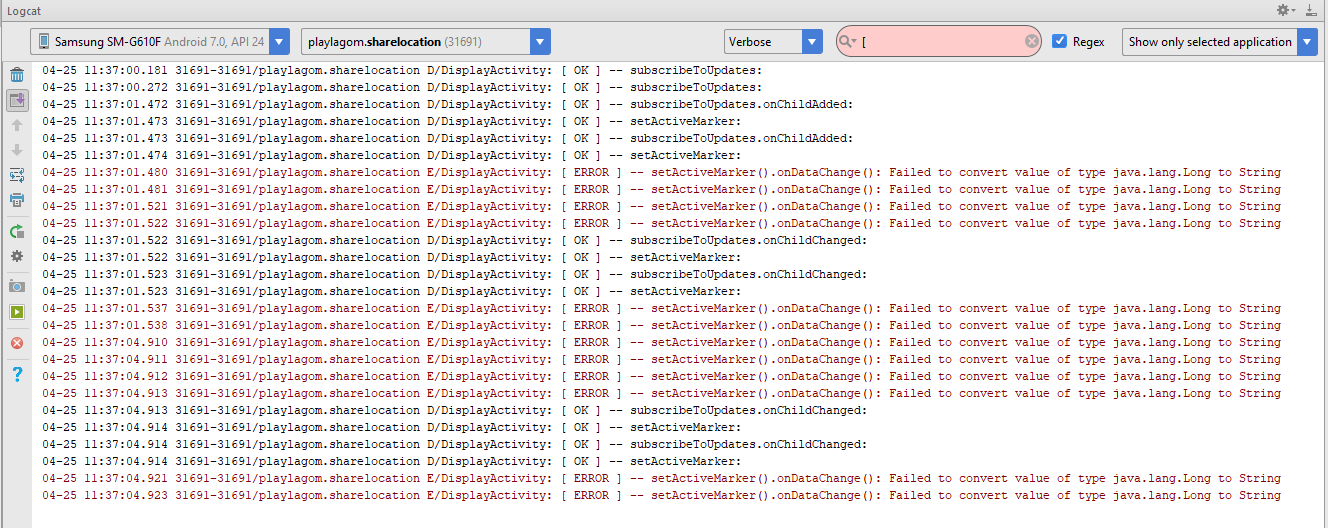 Logcat
Samsung SM-G610F Android 7.0, API 24 playlagom.sharelocation (31691) Verbose [ Regex Show only selected application
04-25 11:37:00.181 31691-31691/playlagom.sharelocation D/DisplayActivity: [ OK ] -- subscribeToUpdates:
04-25 11:37:00.272 31691-31691/playlagom.sharelocation D/DisplayActivity: [ OK ] -- subscribeToUpdates:
04-25 11:37:01.472 31691-31691/playlagom.sharelocation D/DisplayActivity: [ OK ] -- subscribeToUpdates.onChildAdded:
04-25 11:37:01.473 31691-31691/playlagom.sharelocation D/DisplayActivity: [ OK ] -- setActiveMarker:
04-25 11:37:01.473 31691-31691/playlagom.sharelocation D/DisplayActivity: [ OK ] -- subscribeToUpdates.onChildAdded:
04-25 11:37:01.474 31691-31691/playlagom.sharelocation D/DisplayActivity: [ OK ] -- setActiveMarker:
04-25 11:37:01.480 31691-31691/playlagom.sharelocation E/DisplayActivity: [ ERROR ] -- setActiveMarker().onDataChange(): Failed to convert value of type java.lang.Long to String
04-25 11:37:01.481 31691-31691/playlagom.sharelocation E/DisplayActivity: [ ERROR ] -- setActiveMarker().onDataChange(): Failed to convert value of type java.lang.Long to String
04-25 11:37:01.521 31691-31691/playlagom.sharelocation E/DisplayActivity: [ ERROR ] -- setActiveMarker().onDataChange(): Failed to convert value of type java.lang.Long to String
04-25 11:37:01.522 31691-31691/playlagom.sharelocation E/DisplayActivity: [ ERROR ] -- setActiveMarker().onDataChange(): Failed to convert value of type java.lang.Long to String
04-25 11:37:01.522 31691-31691/playlagom.sharelocation D/DisplayActivity: [ OK ] -- subscribeToUpdates.onChildChanged:
04-25 11:37:01.522 31691-31691/playlagom.sharelocation D/DisplayActivity: [ OK ] -- setActiveMarker:
04-25 11:37:01.523 31691-31691/playlagom.sharelocation D/DisplayActivity: [ OK ] -- subscribeToUpdates.onChildChanged:
04-25 11:37:01.523 31691-31691/playlagom.sharelocation D/DisplayActivity: [ OK ] -- setActiveMarker:
04-25 11:37:01.537 31691-31691/playlagom.sharelocation E/DisplayActivity: [ ERROR ] -- setActiveMarker().onDataChange(): Failed to convert value of type java.lang.Long to String
04-25 11:37:01.538 31691-31691/playlagom.sharelocation E/DisplayActivity: [ ERROR ] -- setActiveMarker().onDataChange(): Failed to convert value of type java.lang.Long to String
04-25 11:37:04.910 31691-31691/playlagom.sharelocation E/DisplayActivity: [ ERROR ] -- setActiveMarker().onDataChange(): Failed to convert value of type java.lang.Long to String
04-25 11:37:04.911 31691-31691/playlagom.sharelocation E/DisplayActivity: [ ERROR ] -- setActiveMarker().onDataChange(): Failed to convert value of type java.lang.Long to String
04-25 11:37:04.912 31691-31691/playlagom.sharelocation E/DisplayActivity: [ ERROR ] -- setActiveMarker().onDataChange(): Failed to convert value of type java.lang.Long to String
04-25 11:37:04.913 31691-31691/playlagom.sharelocation E/DisplayActivity: [ ERROR ] -- setActiveMarker().onDataChange(): Failed to convert value of type java.lang.Long to String
04-25 11:37:04.913 31691-31691/playlagom.sharelocation D/DisplayActivity: [ OK ] -- subscribeToUpdates.onChildChanged:
04-25 11:37:04.914 31691-31691/playlagom.sharelocation D/DisplayActivity: [ OK ] -- setActiveMarker:
04-25 11:37:04.914 31691-31691/playlagom.sharelocation D/DisplayActivity: [ OK ] -- subscribeToUpdates.onChildChanged:
04-25 11:37:04.914 31691-31691/playlagom.sharelocation D/DisplayActivity: [ OK ] -- setActiveMarker:
04-25 11:37:04.921 31691-31691/playlagom.sharelocation E/DisplayActivity: [ ERROR ] -- setActiveMarker().onDataChange(): Failed to convert value of type java.lang.Long to String
04-25 11:37:04.923 31691-31691/playlagom.sharelocation E/DisplayActivity: [ ERROR ] -- setActiveMarker().onDataChange(): Failed to convert value of type java.lang.Long to String